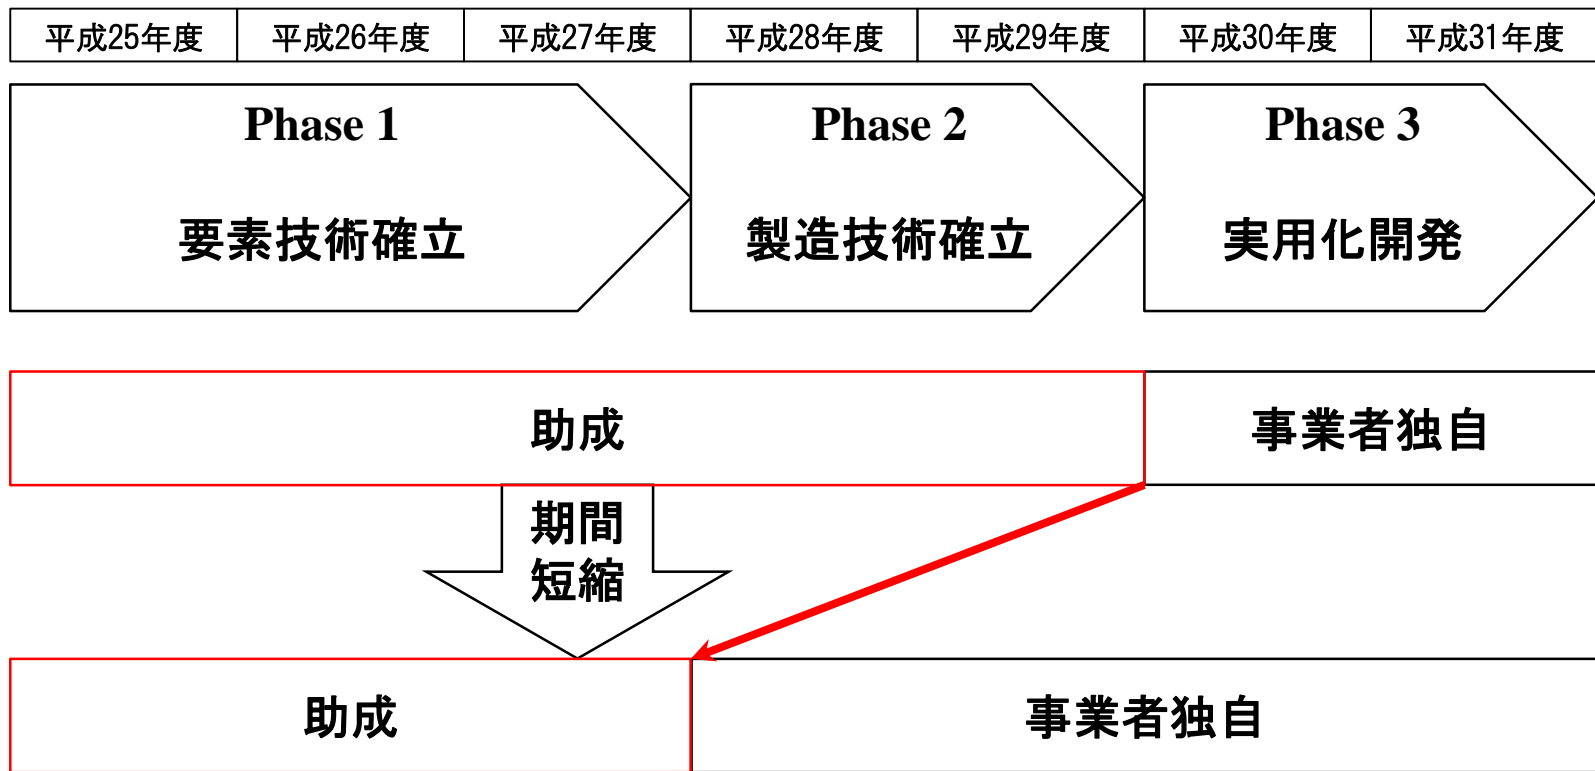 平成25年度 平成26年度 平成27年度 平成28年度 平成29年度 平成30年度 平成31年度
Phase 1 Phase 2 Phase 3
要素技術確立 製造技術確立 実用化開発
助成 事業者独自
期間
短縮
助成 事業者独自